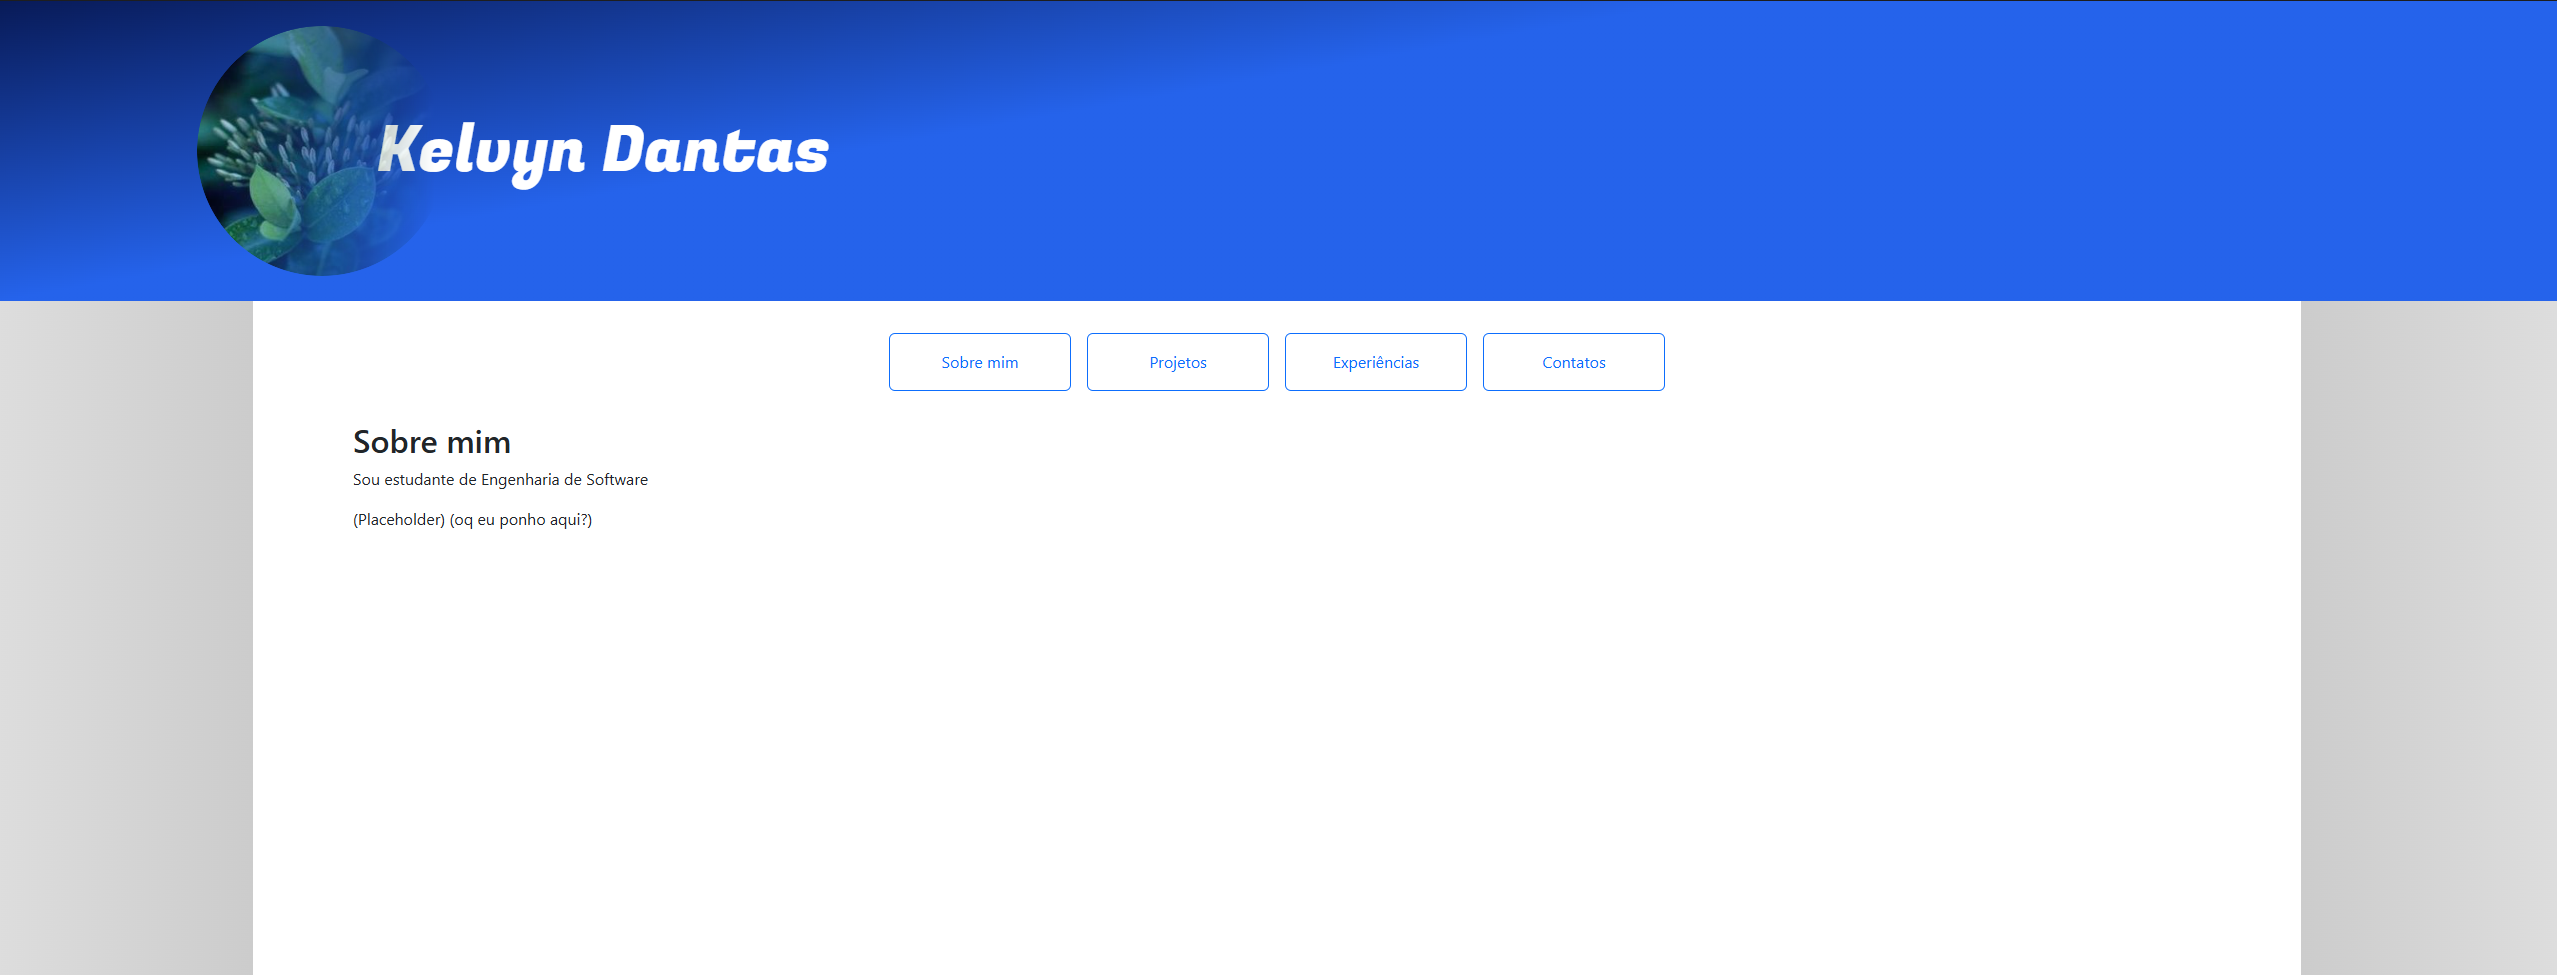 Kelvyn Dantas
Sobre mim Projetos Experiências Contatos
Sobre mim
Sou estudante de Engenharia de Software
(Placeholder) (oq eu ponho aqui?)